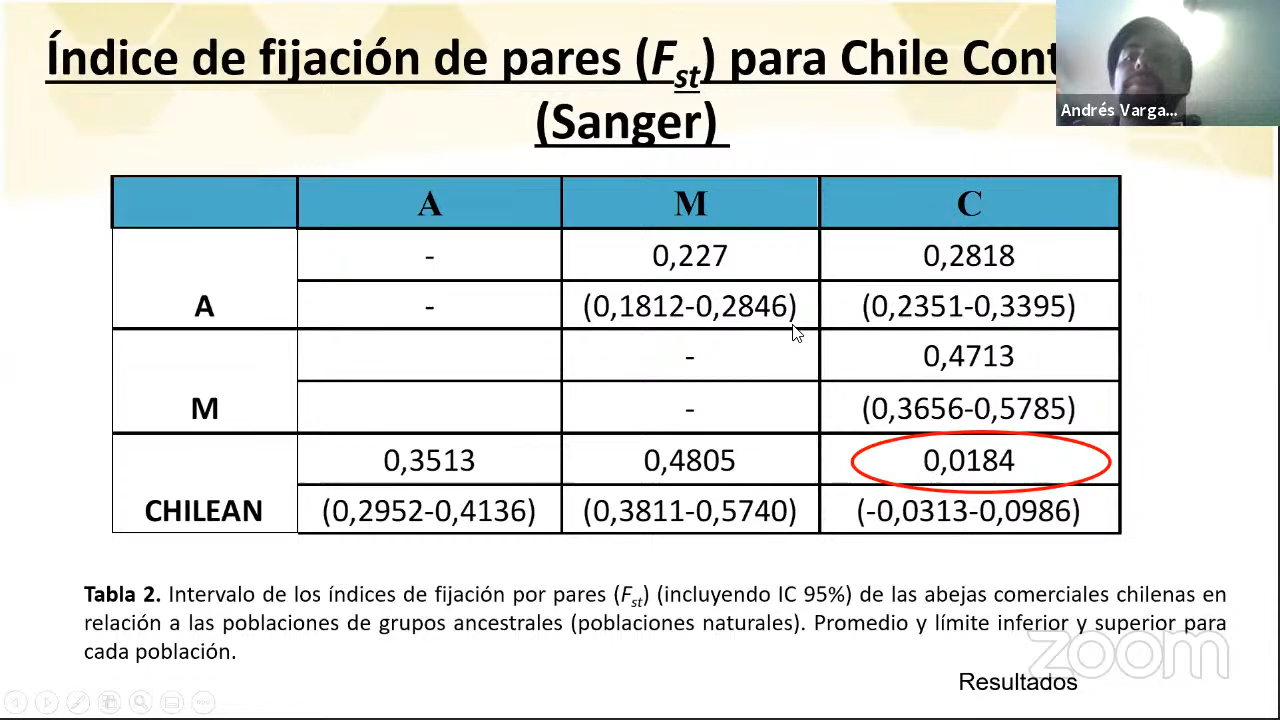 Índice de fijación de pares (Fst) para Chile
(Sanger)
Andrés Varga...
A M C
- 0,227 0,2818
A - (0,1812-0,2846) (0,2351-0,3395)
- 0,4713
M - (0,3656-0,5785)
0,3513 0,4805 0,0184
CHILEAN (0,2952-0,4136) (0,3811-0,5740) (-0,0313-0,0986)
Tabla 2. Intervalo de los índices de fijación por pares (Fst) (incluyendo IC 95%) de las abejas comerciales chilenas en
relación a las poblaciones de grupos ancestrales (poblaciones naturales). Promedio y límite inferior y superior para
cada población.
zoom
Resultados